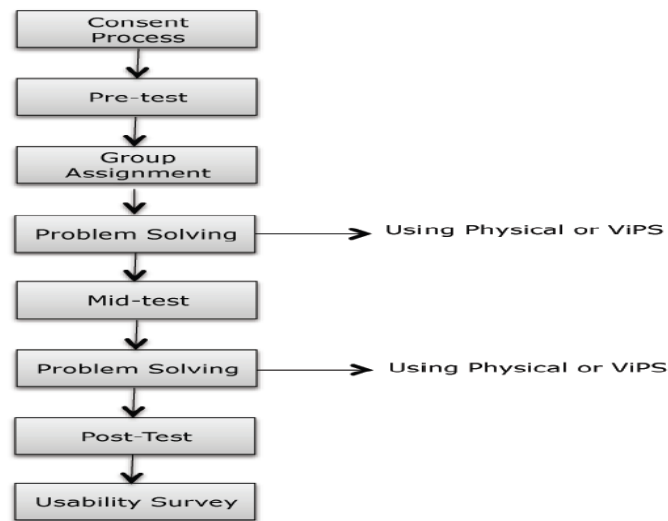 Consent
Process
Pre-test
Group
Assignment
Problem Solving
Using Physical or ViPS
Mid-test
Problem Solving
Using Physical or ViPS
Post-Test
Usability Survey